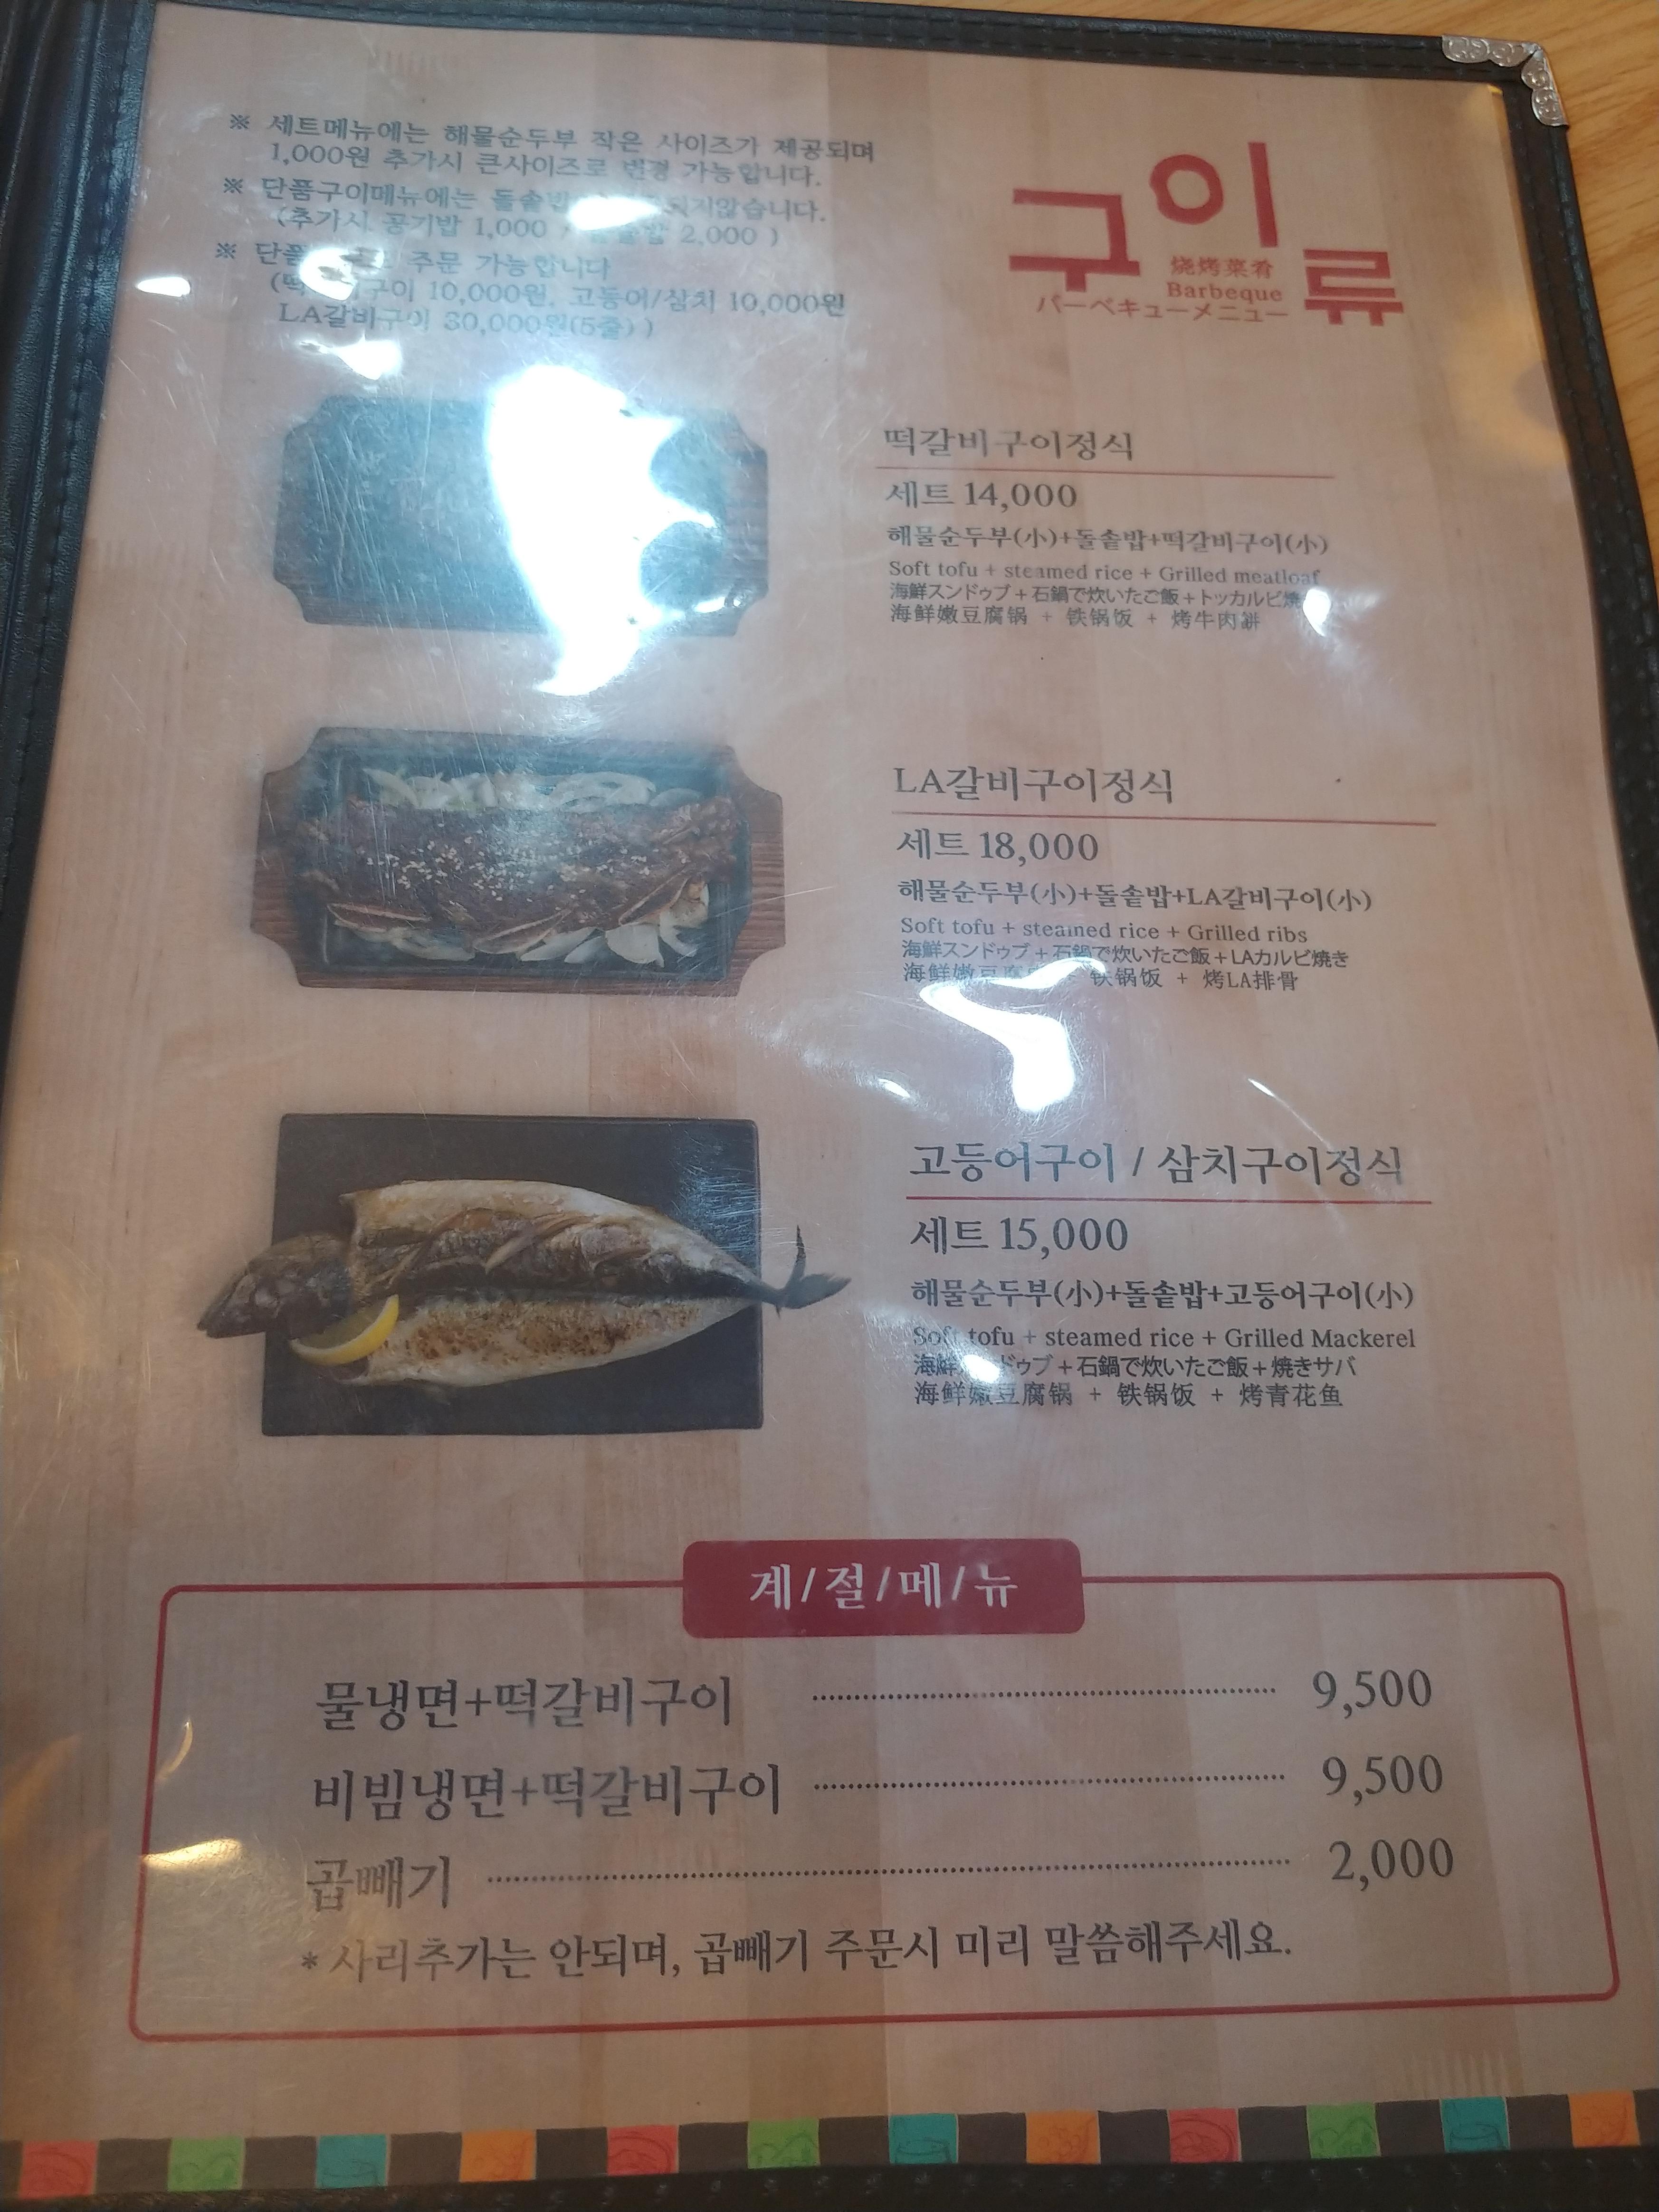 ※ 세트메뉴에는 해물순두부 작은 사이즈가 제공되며
1,000원 추가시 큰사이즈로 변경 가능합니다.
※ 단품구이메뉴에는 돌솥밥
(추가시 공기밥 1,000 2,000 )
※ 주문 가능합니다
10,000원, 고등어/삼치 10,000원
LA갈비구이 30,000원(5줄) )
구이류
烧烤菜肴
Barbeque
バーベキューメニュー
떡갈비구이정식
세트 14,000
해물순두부(小)+돌솥밥+떡갈비구이(小)
Soft tofu + steamed rice + Grilled meatloaf
海鮮スンドゥブ+石鍋で炊いたご飯+トッカルビ焼
海鲜嫩豆腐锅 + 铁锅饭 + 烤牛肉餅
LA갈비구이정식
세트 18,000
해물순두부(小)+돌솥밥+LA갈비구이(小)
Soft tofu + steamed rice + Grilled ribs
海鮮スンドゥブ+石鍋で炊いたご飯+LAカルビ焼き
海鲜嫩豆 铁锅饭 + 烤LA排骨
고등어구이 / 삼치구이정식
세트 15,000
해물순두부(小)+돌솥밥+고등어구이(小)
Soft tofu + steamed rice + Grilled Mackerel
海鮮 ドゥブ+石鍋で炊いたご飯+焼きサバ
海鲜嫩豆腐锅 + 铁锅饭 + 烤青花鱼
계/절/메/뉴
물냉면+떡갈비구이 9,500
비빔냉면+떡갈비구이 9,500
곱빼기 2,000
* 사리추가는 안되며, 곱빼기 주문시 미리 말씀해주세요.